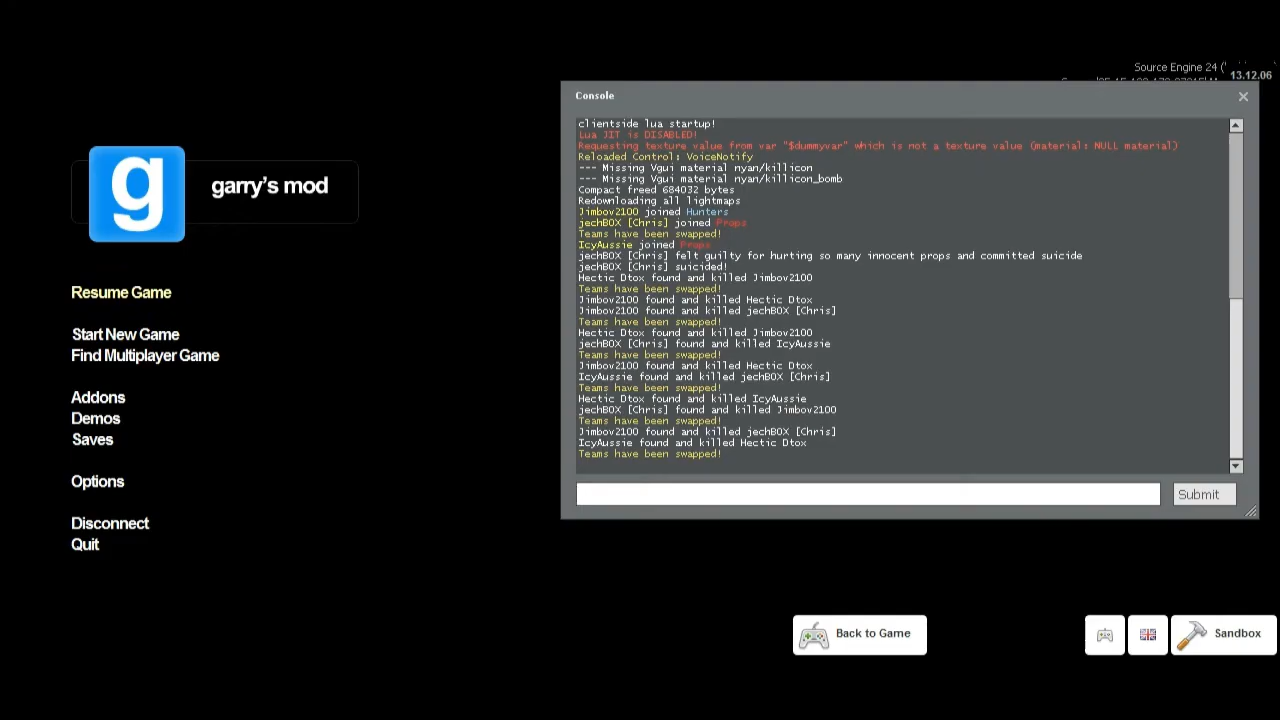 Source Engine 24 ('
13.12.06
Console
clientside lua startup!
Lua JIT is DISABLED!
Requesting texture value from var "$dummyvar" which is not a texture value (material: NULL material)
Reloaded Control: VoiceNotify
--- Missing Vgui material nyan/killicon
--- Missing Vgui material nyan/killicon_bomb
Compact freed 684032 bytes
Redownloading all lightmaps
Jimbov2100 joined Hunters
jechBOX [Chris] joined Props
Teams have been swapped!
IcyAussie joined Props
jechBOX [Chris] felt guilty for hurting so many innocent props and committed suicide
jechBOX [Chris] suicided!
Hectic Dtox found and killed Jimbov2100
Teams have been swapped!
Jimbov2100 found and killed Hectic Dtox
Jimbov2100 found and killed jechBOX [Chris]
Teams have been swapped!
Hectic Dtox found and killed Jimbov2100
jechBOX [Chris] found and killed IcyAussie
Teams have been swapped!
Jimbov2100 found and killed Hectic Dtox
IcyAussie found and killed jechBOX [Chris]
Teams have been swapped!
Hectic Dtox found and killed IcyAussie
jechBOX [Chris] found and killed Jimbov2100
Teams have been swapped!
Jimbov2100 found and killed jechBOX [Chris]
IcyAussie found and killed Hectic Dtox
Teams have been swapped!
Submit
g
garry's mod
Resume Game
Start New Game
Find Multiplayer Game
Addons
Demos
Saves
Options
Disconnect
Quit
Back to Game
Sandbox